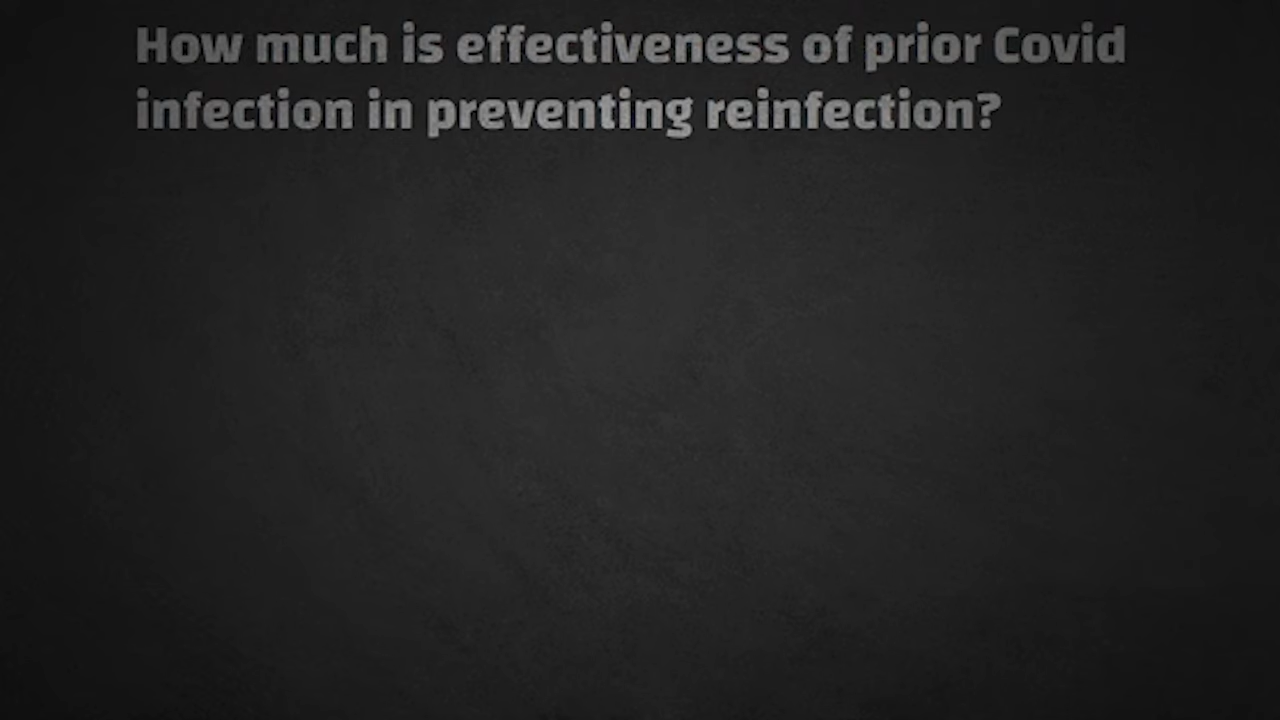 How much is effectiveness of prior Covid
infection in preventing reinfection?